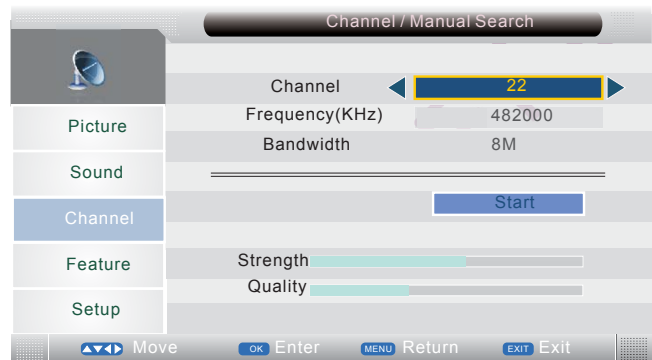 Channel / Manual Search
Channel 22
Frequency(KHz) 482000
Bandwidth 8M
Start
Strength
Quality
Picture
Sound
Channel
Feature
Setup
Move OK Enter MENU Return EXIT Exit